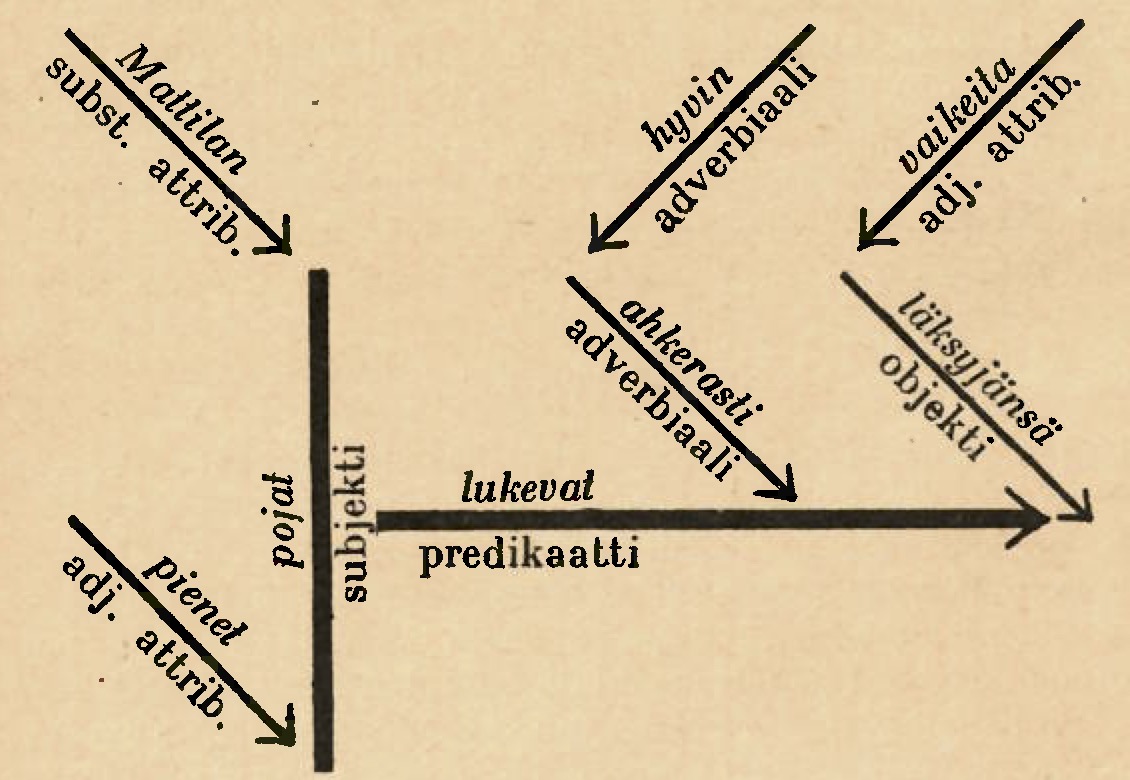 Mattilan
subst. attrib.
hyvin
adverbiaali
vaikeita
adj. attrib.
ahkerasti
adverbiaali
läksyjänsä
objekti
pojat
subjekti
lukevat
predikaatti
pienet
adj. attrib.